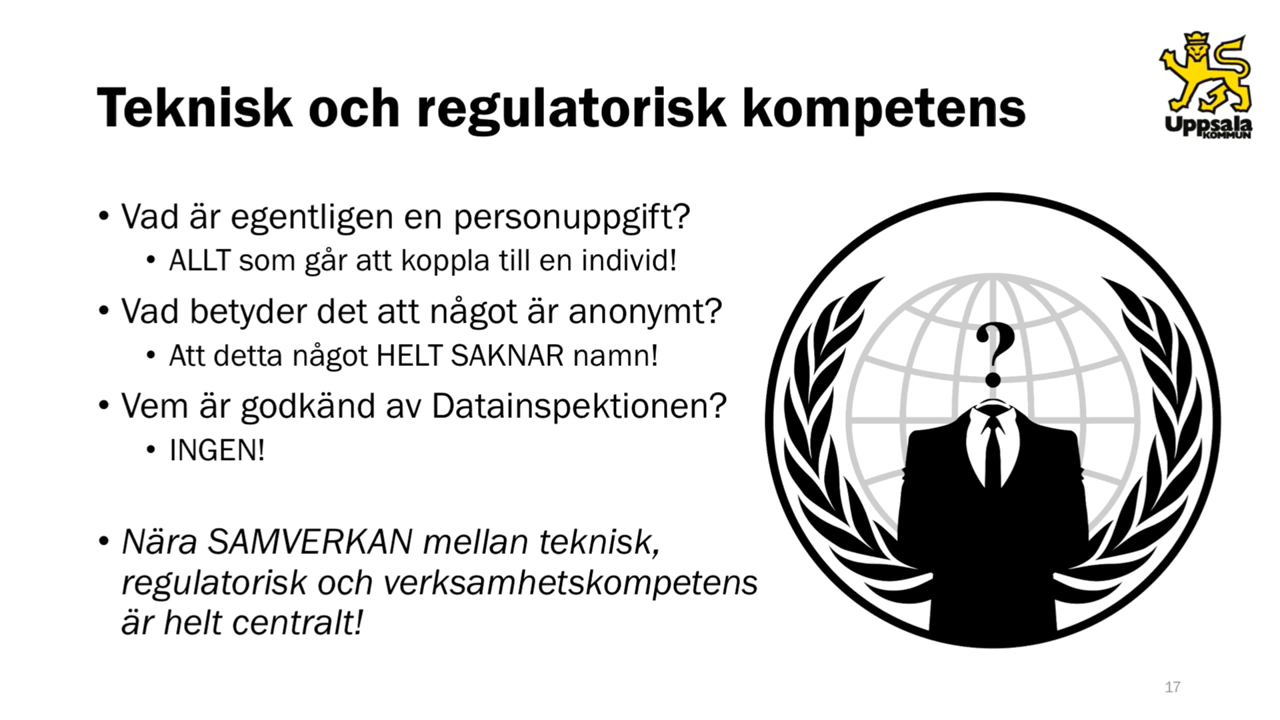 Teknisk och regulatorisk kompetens
Uppsala
KOMMUN
• Vad är egentligen en personuppgift?
• ALLT som går att koppla till en individ!
• Vad betyder det att något är anonymt?
• Att detta något HELT SAKNAR namn!
• Vem är godkänd av Datainspektionen?
• INGEN!
• Nära SAMVERKAN mellan teknisk,
regulatorisk och verksamhetskompetens
är helt centralt!
?
17